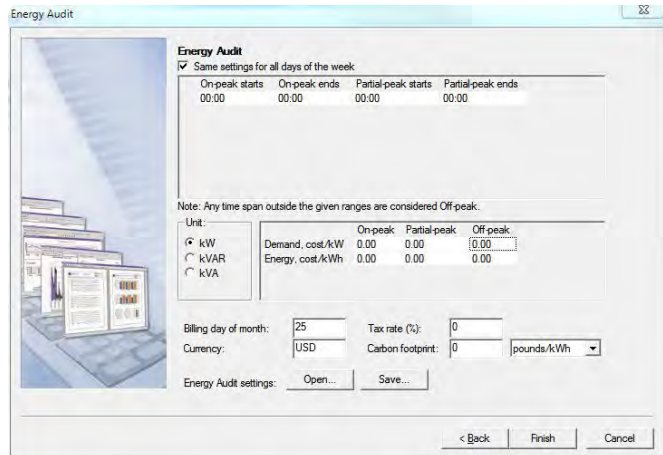 Energy Audit
Energy Audit
Same settings for all days of the week
On-peak starts On-peak ends Partial-peak starts Partial-peak ends
00:00 00:00 00:00 00:00
Note: Any time span outside the given ranges are considered Off-peak.
Unit:
kW
kVAR
kVA
On-peak Partial-peak Off-peak
Demand, cost/kW 0.00 0.00 0.00
Energy, cost/kWh 0.00 0.00 0.00
Billing day of month: 25 Tax rate (%): 0
Currency: USD Carbon footprint: 0 pounds/kWh
Energy Audit settings: Open... Save...
< Back Finish Cancel